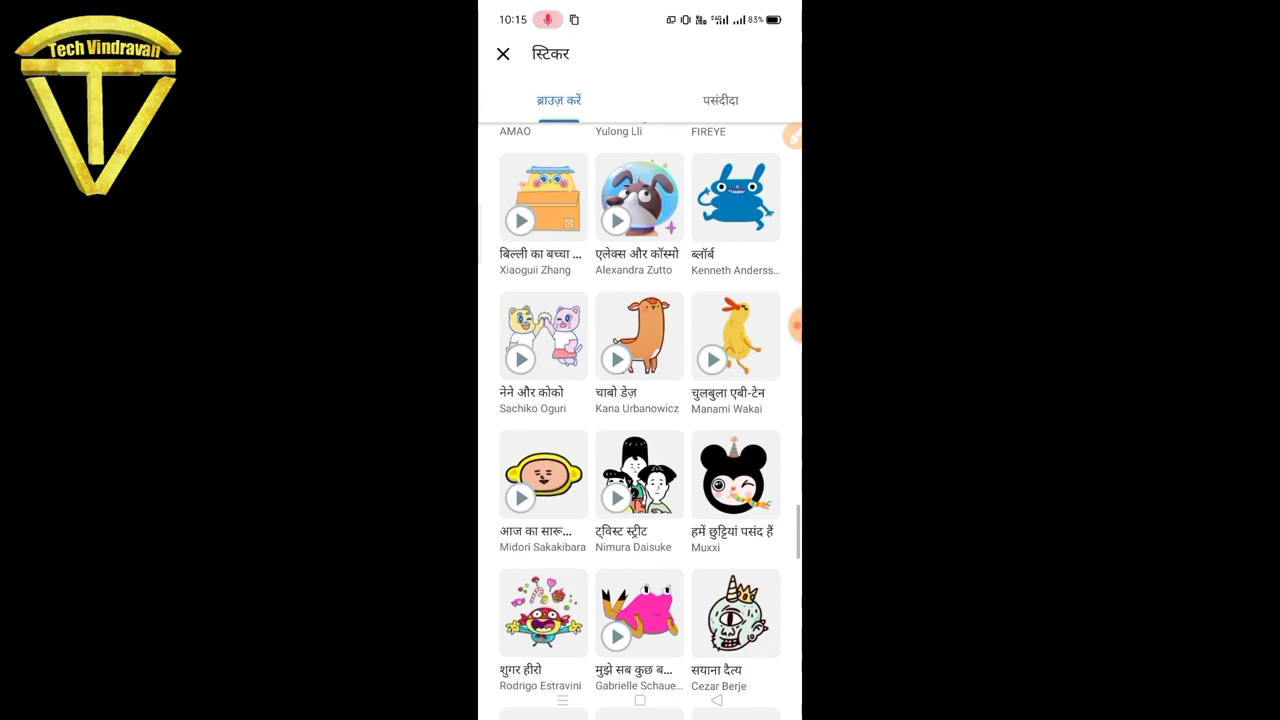 Tech Vindravan
10:15
83%
स्टिकर
ब्राउज़ करें
पसंदीदा
AMAO
Yulong Lli
FIREYE
बिल्ली का बच्चा ...
एलेक्स और कॉस्मो
ब्लॉर्ब
Xiaoguii Zhang
Alexandra Zutto
Kenneth Anderss...
नेने और कोको
चाबो डेज़
चुलबुला एबी-टेन
Sachiko Oguri
Kana Urbanowicz
Manami Wakai
आज का सारू...
ट्विस्ट स्ट्रीट
हमें छुट्टियां पसंद हैं
Midori Sakakibara
Nimura Daisuke
Muxxi
शुगर हीरो
मुझे सब कुछ ब...
सयाना दैत्य
Rodrigo Estravini
Gabrielle Schaue...
Cezar Berje